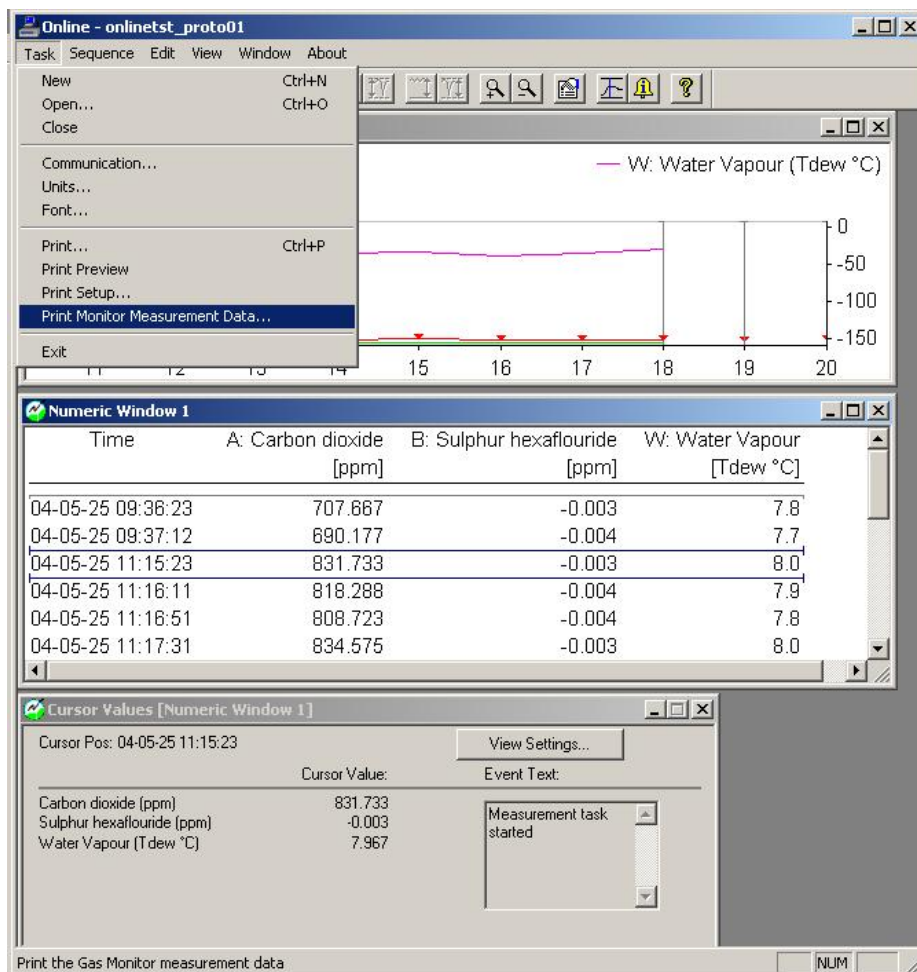 Online - onlinetst_proto01
Task Sequence Edit View Window About
New Ctrl+N
Open... Ctrl+O
Close
Communication...
Units...
Font...
Print... Ctrl+P
Print Preview
Print Setup...
Print Monitor Measurement Data...
Exit
W: Water Vapour (Tdew °C)
0
-50
-100
-150
11 12 13 14 15 16 17 18 19 20
Numeric Window 1
Time A: Carbon dioxide B: Sulphur hexaflouride W: Water Vapour
[ppm] [ppm] [Tdew °C]
04-05-25 09:36:23 707.667 -0.003 7.8
04-05-25 09:37:12 690.177 -0.004 7.7
04-05-25 11:15:23 831.733 -0.003 8.0
04-05-25 11:16:11 818.288 -0.004 7.9
04-05-25 11:16:51 808.723 -0.004 7.8
04-05-25 11:17:31 834.575 -0.003 8.0
Cursor Values [Numeric Window 1]
Cursor Pos: 04-05-25 11:15:23 View Settings...
Cursor Value: Event Text:
Carbon dioxide (ppm) 831.733
Sulphur hexaflouride (ppm) -0.003
Water Vapour (Tdew °C) 7.967
Measurement task
started
Print the Gas Monitor measurement data NUM